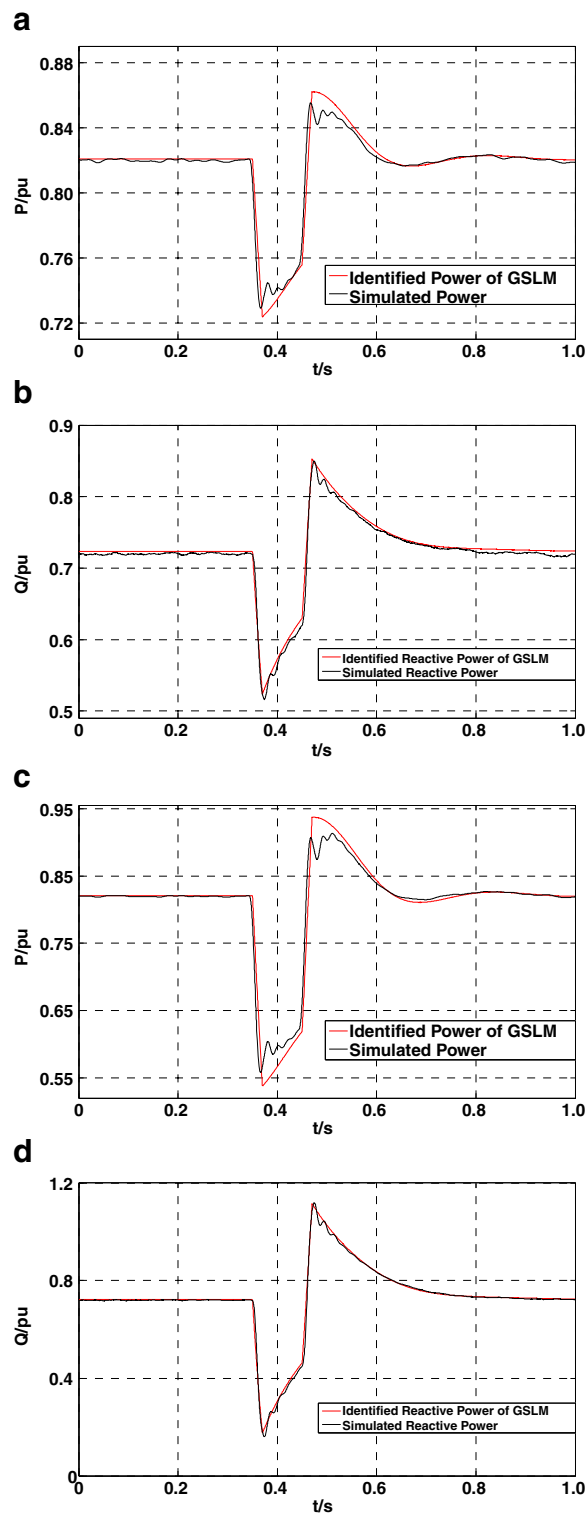 a
0.88
0.84
0.80
0.76
0.72
P/pu
Identified Power of GSLM
Simulated Power
0 0.2 0.4 0.6 0.8 1.0
t/s
b
0.9
0.8
0.7
0.6
0.5
Q/pu
Identified Reactive Power of GSLM
Simulated Reactive Power
0 0.2 0.4 0.6 0.8 1.0
t/s
c
0.95
0.85
0.75
0.65
0.55
P/pu
Identified Power of GSLM
Simulated Power
0 0.2 0.4 0.6 0.8 1.0
t/s
d
1.2
0.8
0.4
0
Q/pu
Identified Reactive Power of GSLM
Simulated Reactive Power
0 0.2 0.4 0.6 0.8 1.0
t/s